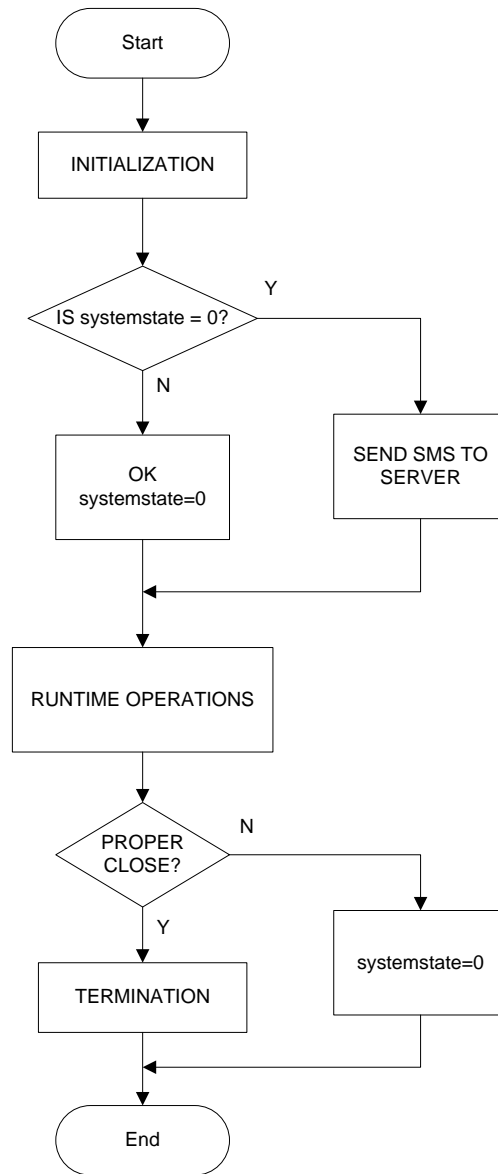 Start
INITIALIZATION
IS systemstate = 0?
Y
N
OK
systemstate=0
SEND SMS TO
SERVER
RUNTIME OPERATIONS
PROPER
CLOSE?
N
Y
TERMINATION
systemstate=0
End